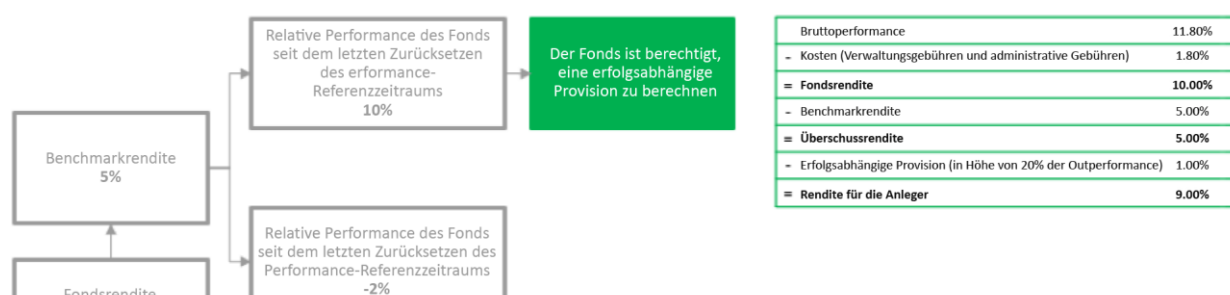 Relative Performance des Fonds
seit dem letzten Zurücksetzen
des erformance-
Referenzzeitraums
10%
Der Fonds ist berechtigt,
eine erfolgsabhängige
Provision zu berechnen
Benchmarkrendite
5%
Relative Performance des Fonds
seit dem letzten Zurücksetzen des
Performance-Referenzzeitraums
-2%
Fondsrendite
Bruttoperformance 11.80%
- Kosten (Verwaltungsgebühren und administrative Gebühren) 1.80%
= Fondsrendite 10.00%
- Benchmarkrendite 5.00%
= Überschussrendite 5.00%
- Erfolgsabhängige Provision (in Höhe von 20% der Outperformance) 1.00%
= Rendite für die Anleger 9.00%